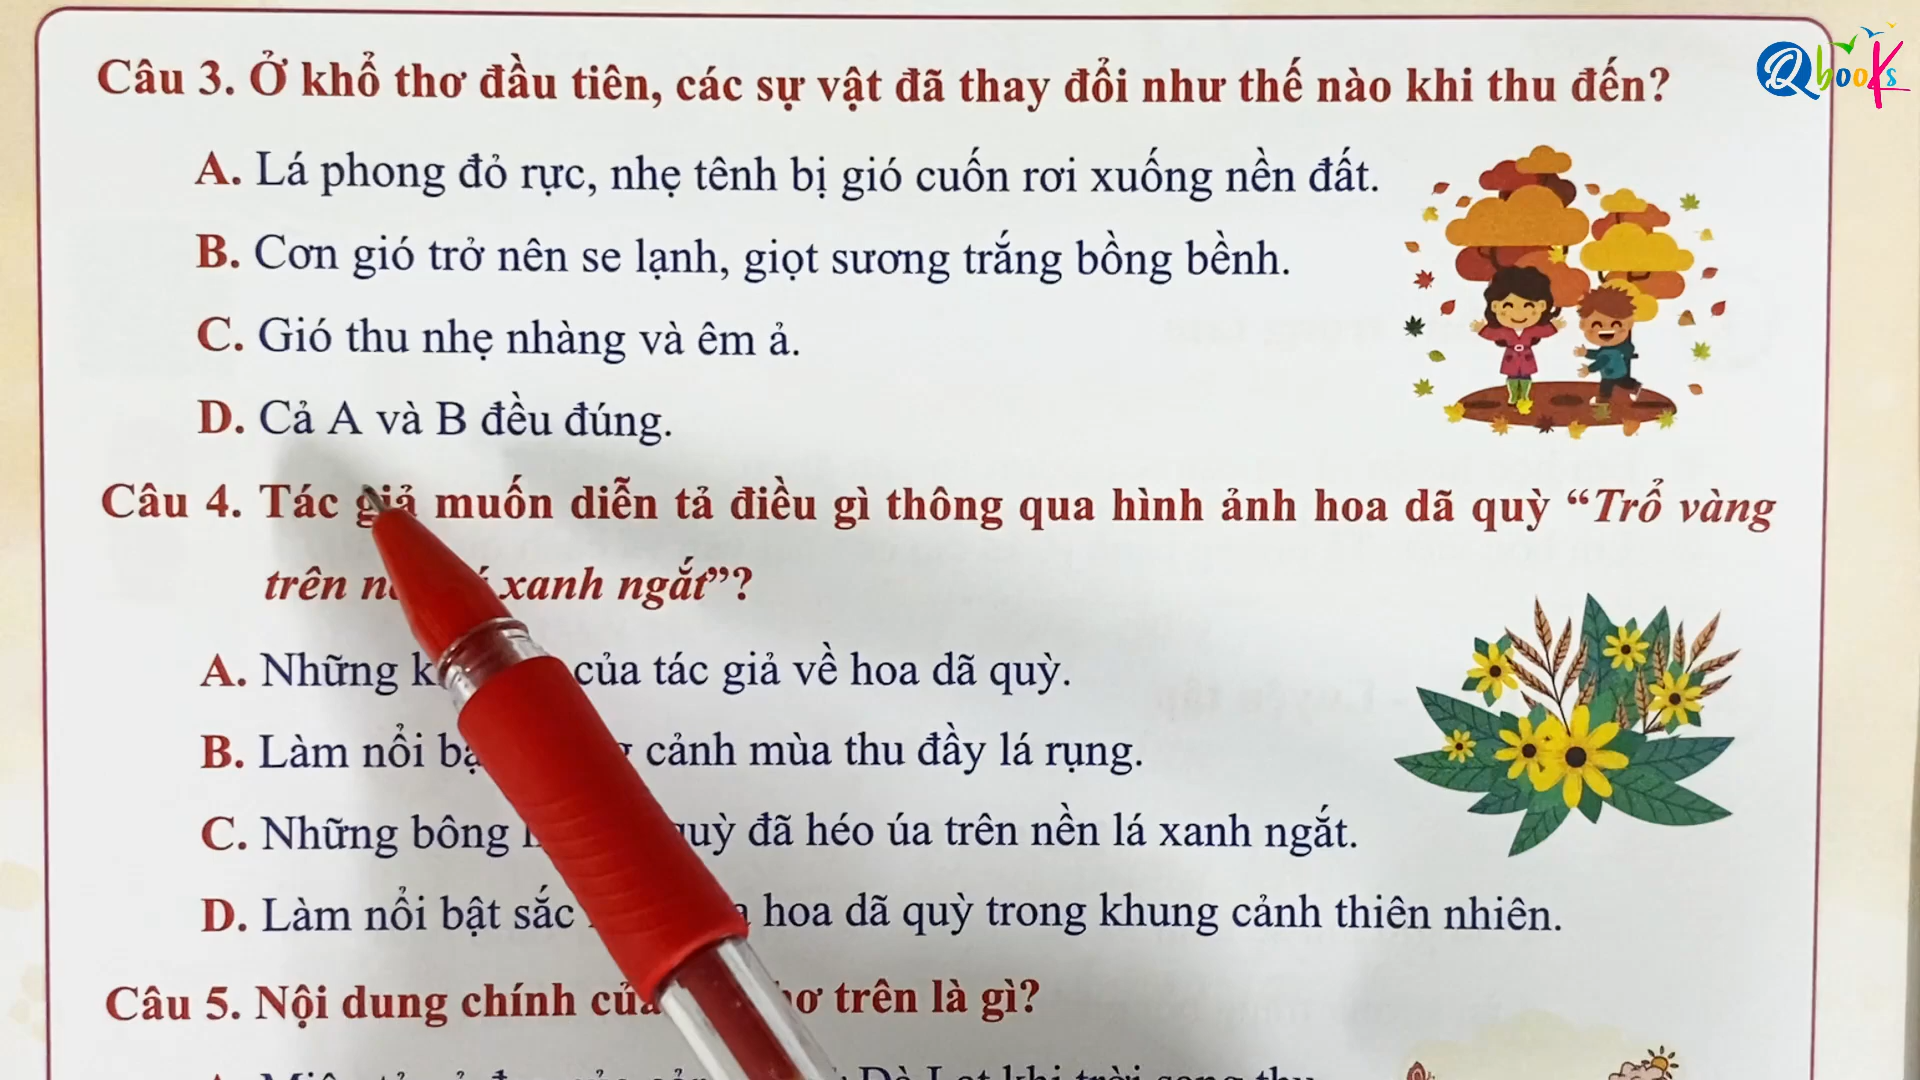 Qbooks
Câu 3. Ở khổ thơ đầu tiên, các sự vật đã thay đổi như thế nào khi thu đến?
A. Lá phong đỏ rực, nhẹ tênh bị gió cuốn rơi xuống nền đất.
B. Cơn gió trở nên se lạnh, giọt sương trắng bồng bềnh.
C. Gió thu nhẹ nhàng và êm ả.
D. Cả A và B đều đúng.
Câu 4. Tác giả muốn diễn tả điều gì thông qua hình ảnh hoa dã quỳ “Trổ vàng
trên xanh ngắt”?
A. Những của tác giả về hoa dã quỳ.
B. Làm nổi cảnh mùa thu đầy lá rụng.
C. Những bông quỳ đã héo úa trên nền lá xanh ngắt.
D. Làm nổi bật sắc hoa dã quỳ trong khung cảnh thiên nhiên.
Câu 5. Nội dung chính của thơ trên là gì?